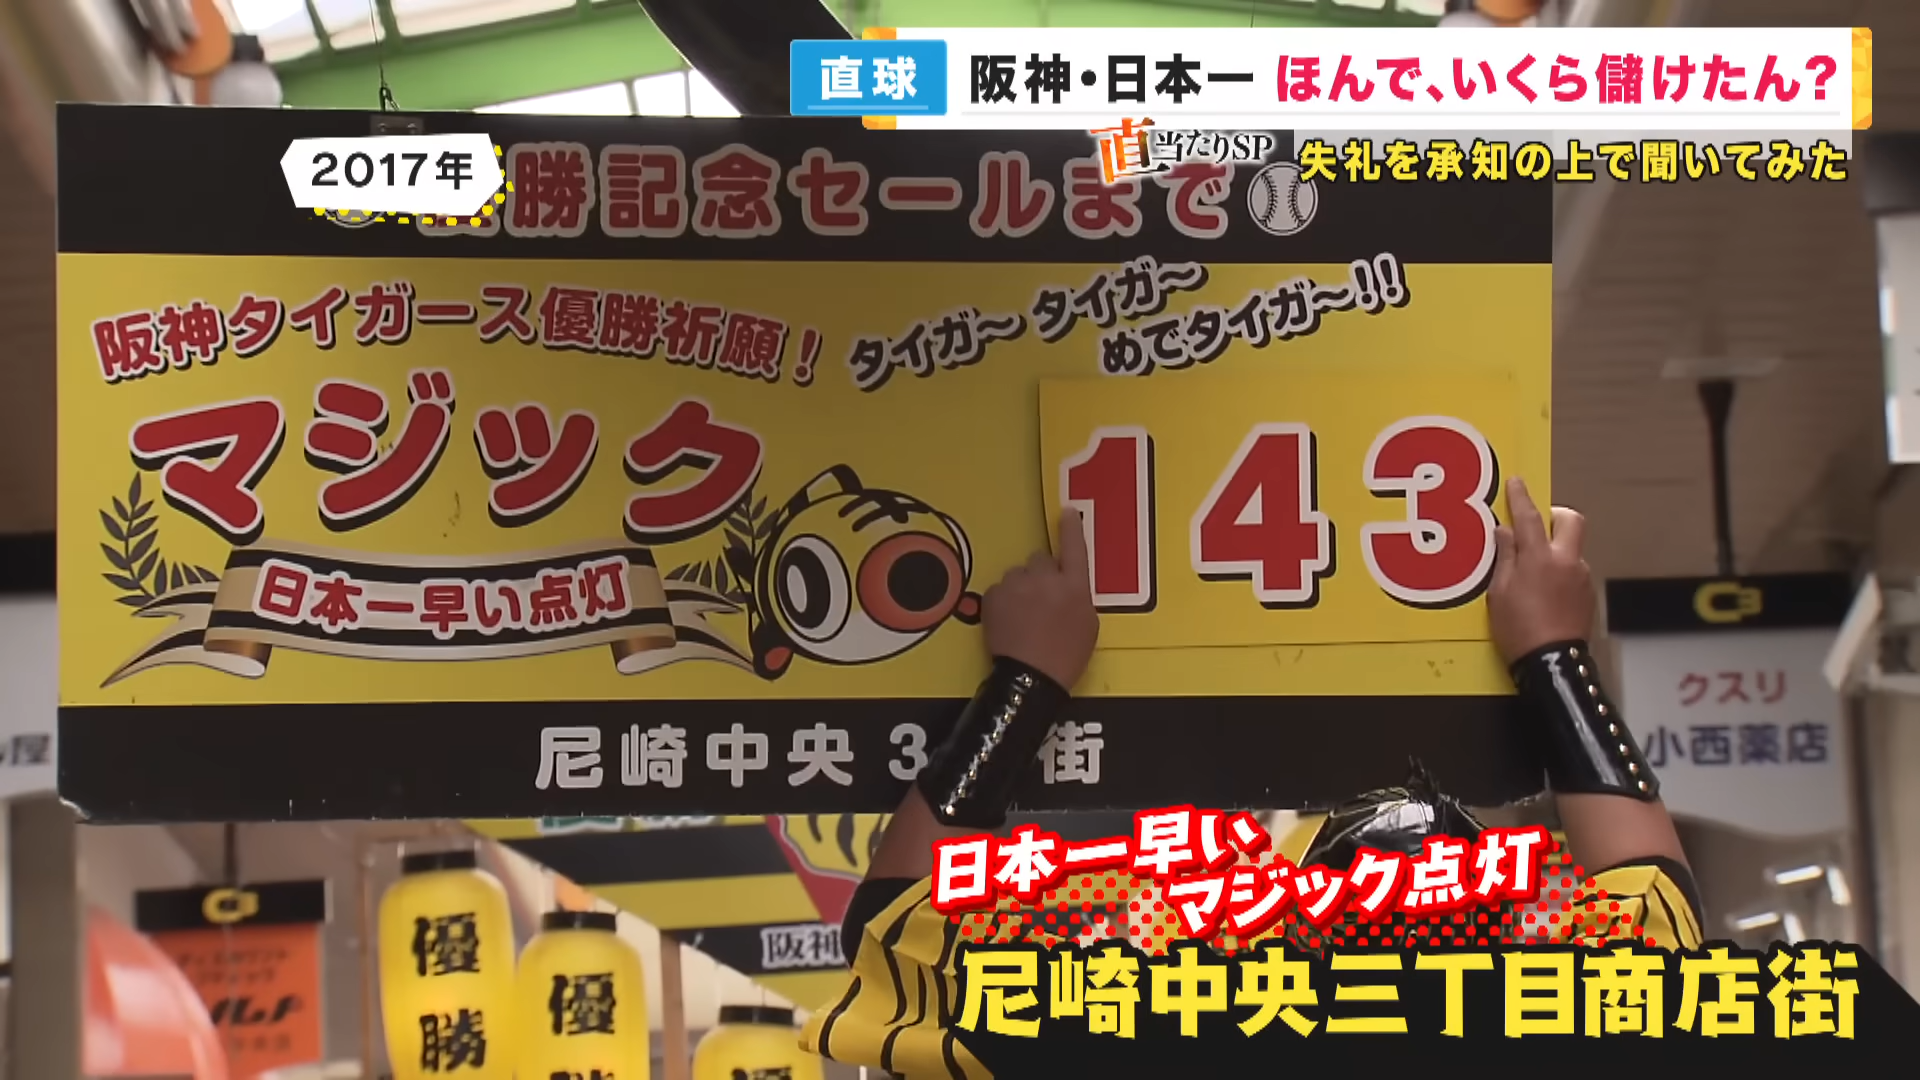 直球
阪神・日本一 ほんで、いくら儲けたん?
直当たりSP
失礼を承知の上で聞いてみた
2017年
勝記念セールまで
阪神タイガース優勝祈願!
タイガ～ タイガ～
めでタイガ～!!
マジック
143
日本一早い点灯
尼崎中央3
街
クスリ
小西薬店
屋
優勝
優
優
阪神
日本一早い
マジック点灯
尼崎中央三丁目商店街